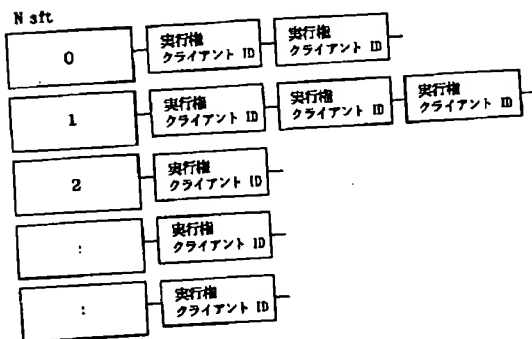 N sft
0
実行権
クライアント ID
実行権
クライアント ID
1
実行権
クライアント ID
実行権
クライアント ID
実行権
クライアント ID
2
実行権
クライアント ID
:
実行権
クライアント ID
:
実行権
クライアント ID